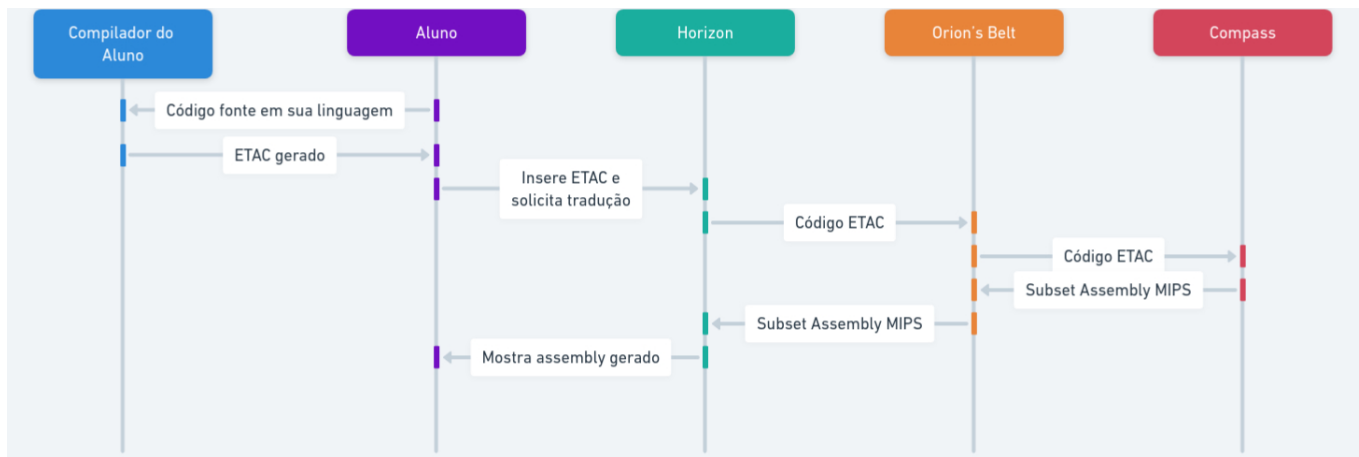 Compilador do
Aluno
Aluno
Horizon
Orion's Belt
Compass
Código fonte em sua linguagem
ETAC gerado
Insere ETAC e
solicita tradução
Código ETAC
Código ETAC
Subset Assembly MIPS
Subset Assembly MIPS
Mostra assembly gerado